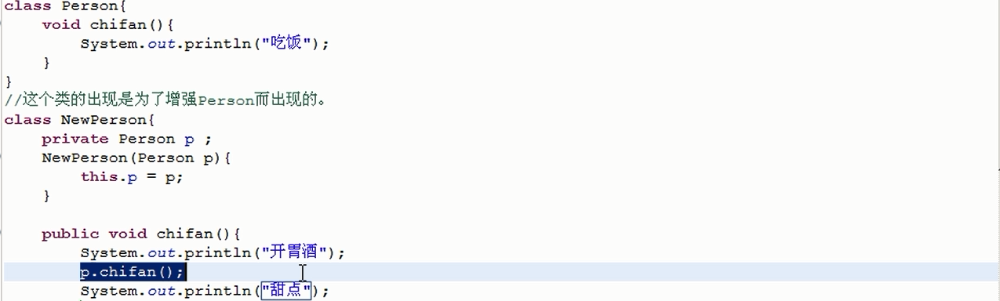 class Person{
    void chifan(){
        System.out.println("吃饭");
    }
}
//这个类的出现是为了增强Person而出现的。
class NewPerson{
    private Person p ;
    NewPerson(Person p){
        this.p = p;
    }
    public void chifan(){
        System.out.println("开胃酒");
        p.chifan();
        System.out.println("甜点");